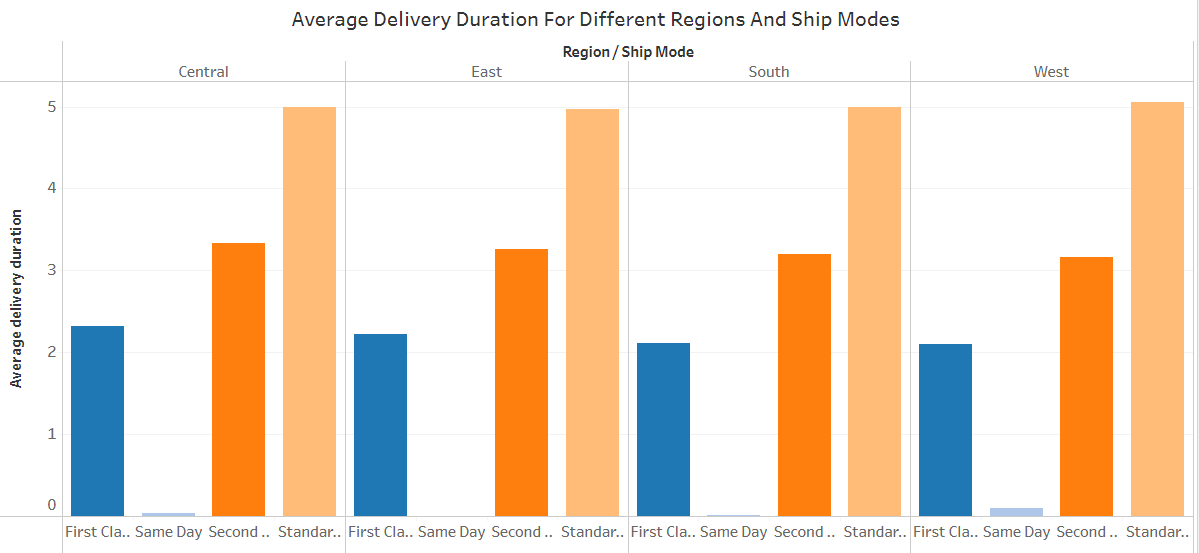 Average Delivery Duration For Different Regions And Ship Modes
Region / Ship Mode
Central East South West
Average delivery duration
5
4
3
2
1
0
First Cla.. Same Day Second .. Standar.. First Cla.. Same Day Second .. Standar.. First Cla.. Same Day Second .. Standar.. First Cla.. Same Day Second .. Standar..